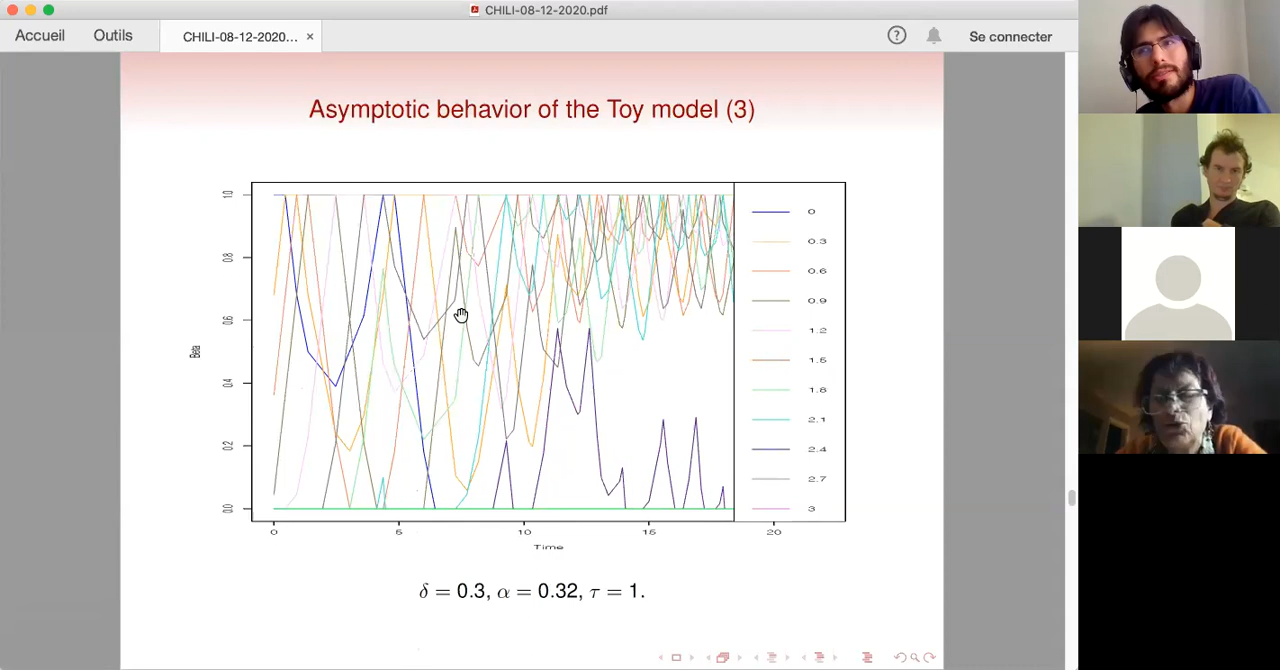 CHILI-08-12-2020.pdf
Accueil
Outils
CHILI-08-12-2020... ×
?
Se connecter
Asymptotic behavior of the Toy model (3)
Beta
1.0
0.8
0.6
0.4
0.2
0.0
0
5
10
15
20
Time
0
0.3
0.6
0.9
1.2
1.5
1.8
2.1
2.4
2.7
3
δ = 0.3, α = 0.32, τ = 1.